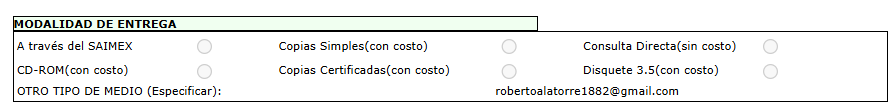 MODALIDAD DE ENTREGA
A través del SAIMEX Copias Simples(con costo) Consulta Directa(sin costo)
CD-ROM(con costo) Copias Certificadas(con costo) Disquete 3.5(con costo)
OTRO TIPO DE MEDIO (Especificar): robertoalatorre1882@gmail.com